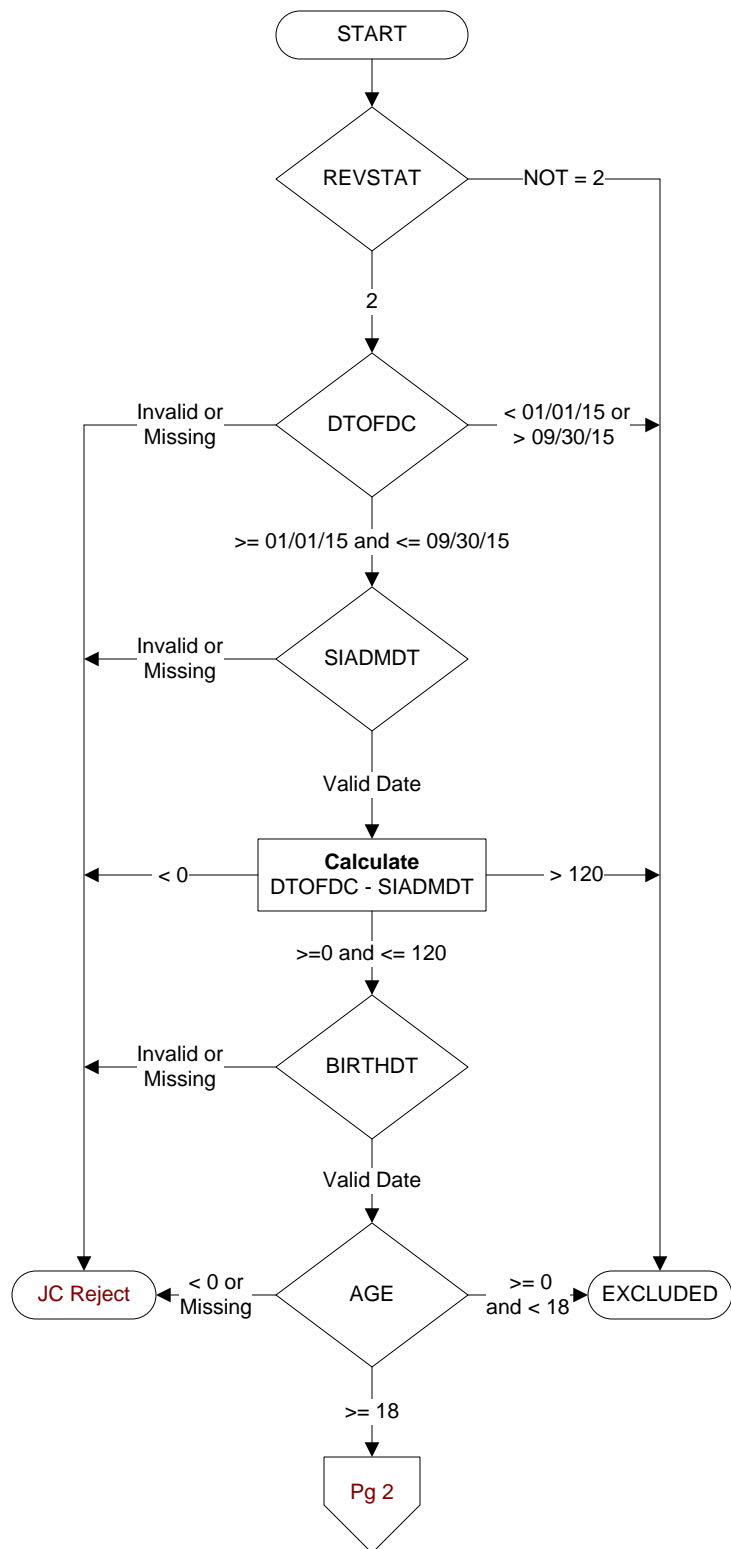 START
REVSTAT
NOT = 2
2
Invalid or
Missing
DTOFDC
< 01/01/15 or
> 09/30/15
>= 01/01/15 and <= 09/30/15
Invalid or
Missing
SIADMDT
Valid Date
< 0
Calculate
DTOFDC - SIADMDT
> 120
>=0 and <= 120
Invalid or
Missing
BIRTHDT
Valid Date
JC Reject
< 0 or
Missing
AGE
>= 0
and < 18
EXCLUDED
>= 18
Pg 2